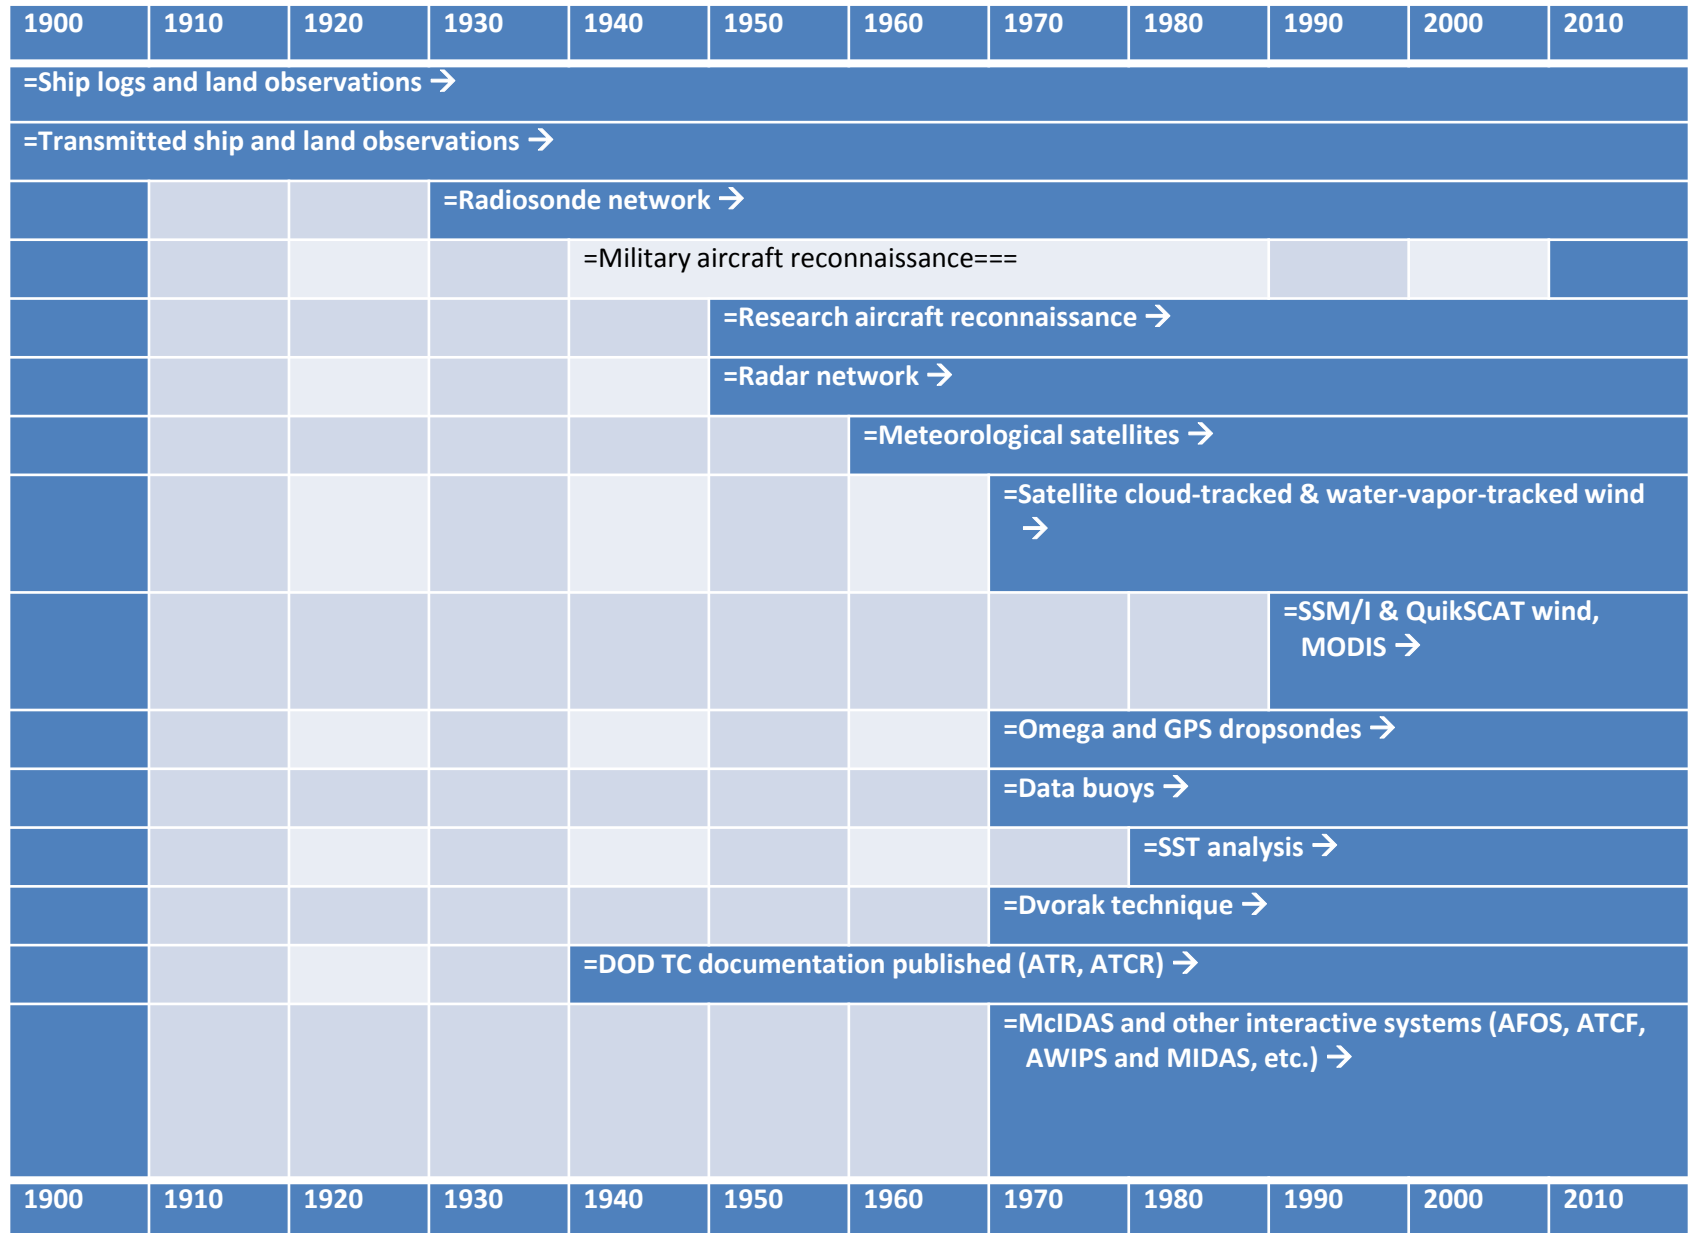 1900 1910 1920 1930 1940 1950 1960 1970 1980 1990 2000 2010
=Ship logs and land observations →
=Transmitted ship and land observations →
=Radiosonde network →
=Military aircraft reconnaissance===
=Research aircraft reconnaissance →
=Radar network →
=Meteorological satellites →
=Satellite cloud-tracked & water-vapor-tracked wind
→
=SSM/I & QuikSCAT wind,
MODIS →
=Omega and GPS dropsondes →
=Data buoys →
=SST analysis →
=Dvorak technique →
=DOD TC documentation published (ATR, ATCR) →
=McIDAS and other interactive systems (AFOS, ATCF,
AWIPS and MIDAS, etc.) →
1900 1910 1920 1930 1940 1950 1960 1970 1980 1990 2000 2010